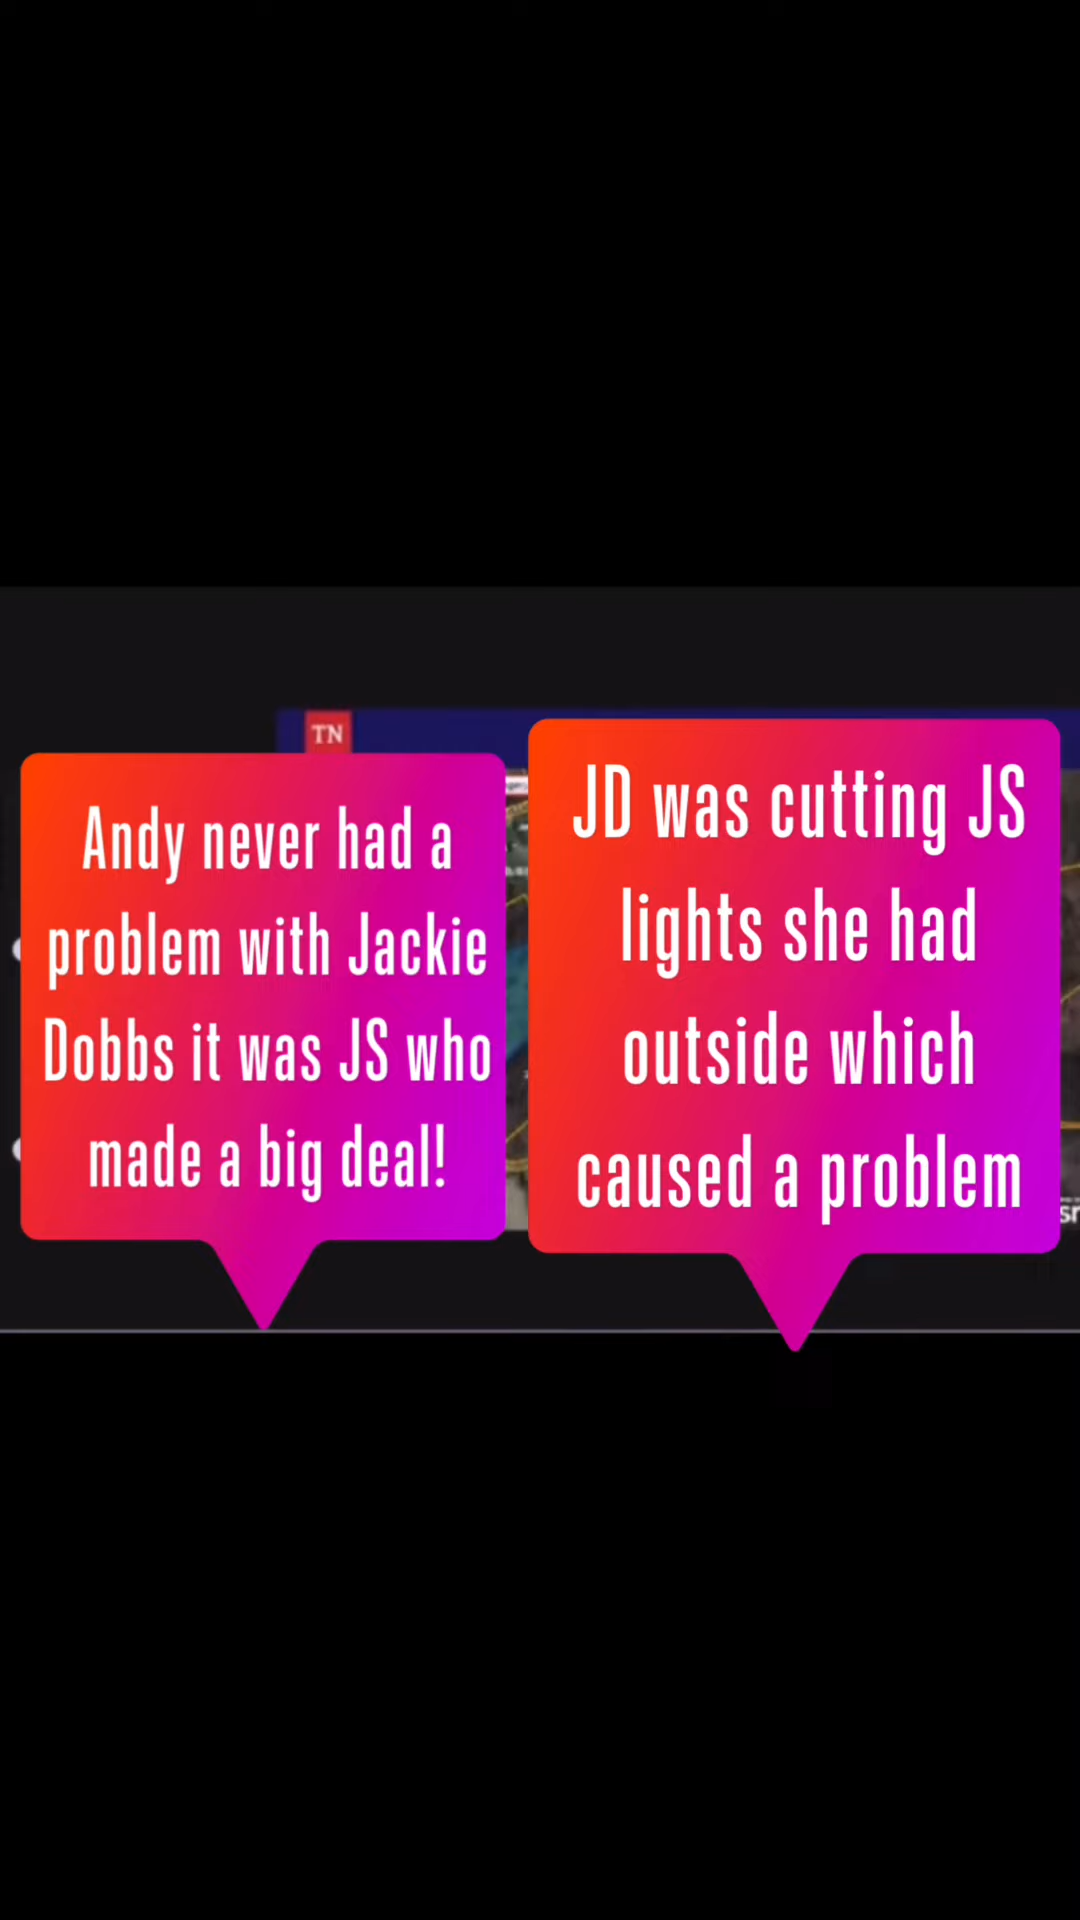 TN
Andy never had a
problem with Jackie
Dobbs it was JS who
made a big deal!
JD was cutting JS
lights she had
outside which
caused a problem